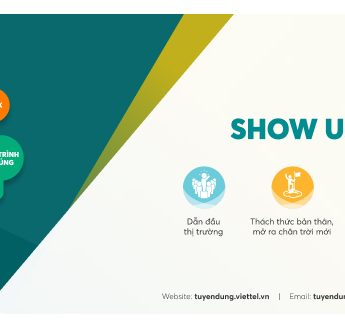 TRÌNH
SHOW U
Dẫn đầu
thị trường
Thách thức bản thân,
mở ra chân trời mới
Website: tuyendung.viettel.vn | Email: tuyendu